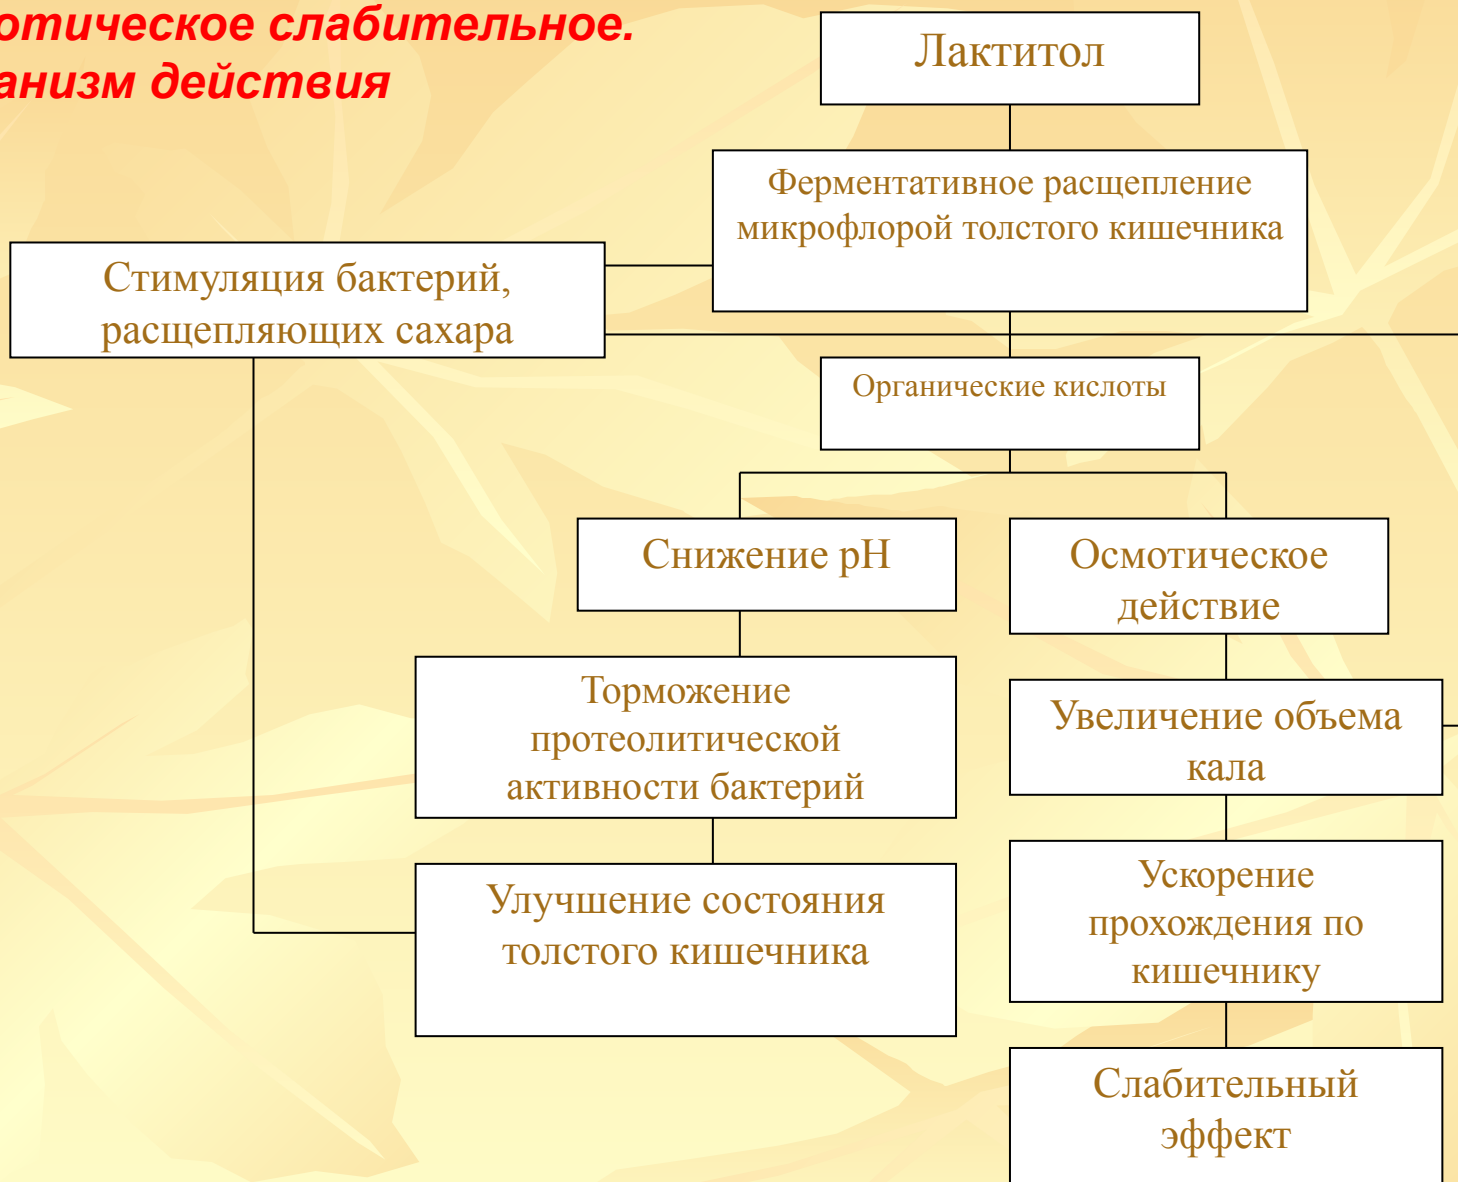 отическое слабительное.
анизм действия
Лактитол
Ферментативное расщепление
микрофлорой толстого кишечника
Стимуляция бактерий,
расщепляющих сахара
Органические кислоты
Снижение pH
Осмотическое
действие
Торможение
протеолитической
активности бактерий
Увеличение объема
кала
Улучшение состояния
толстого кишечника
Ускорение
прохождения по
кишечнику
Слабительный
эффект